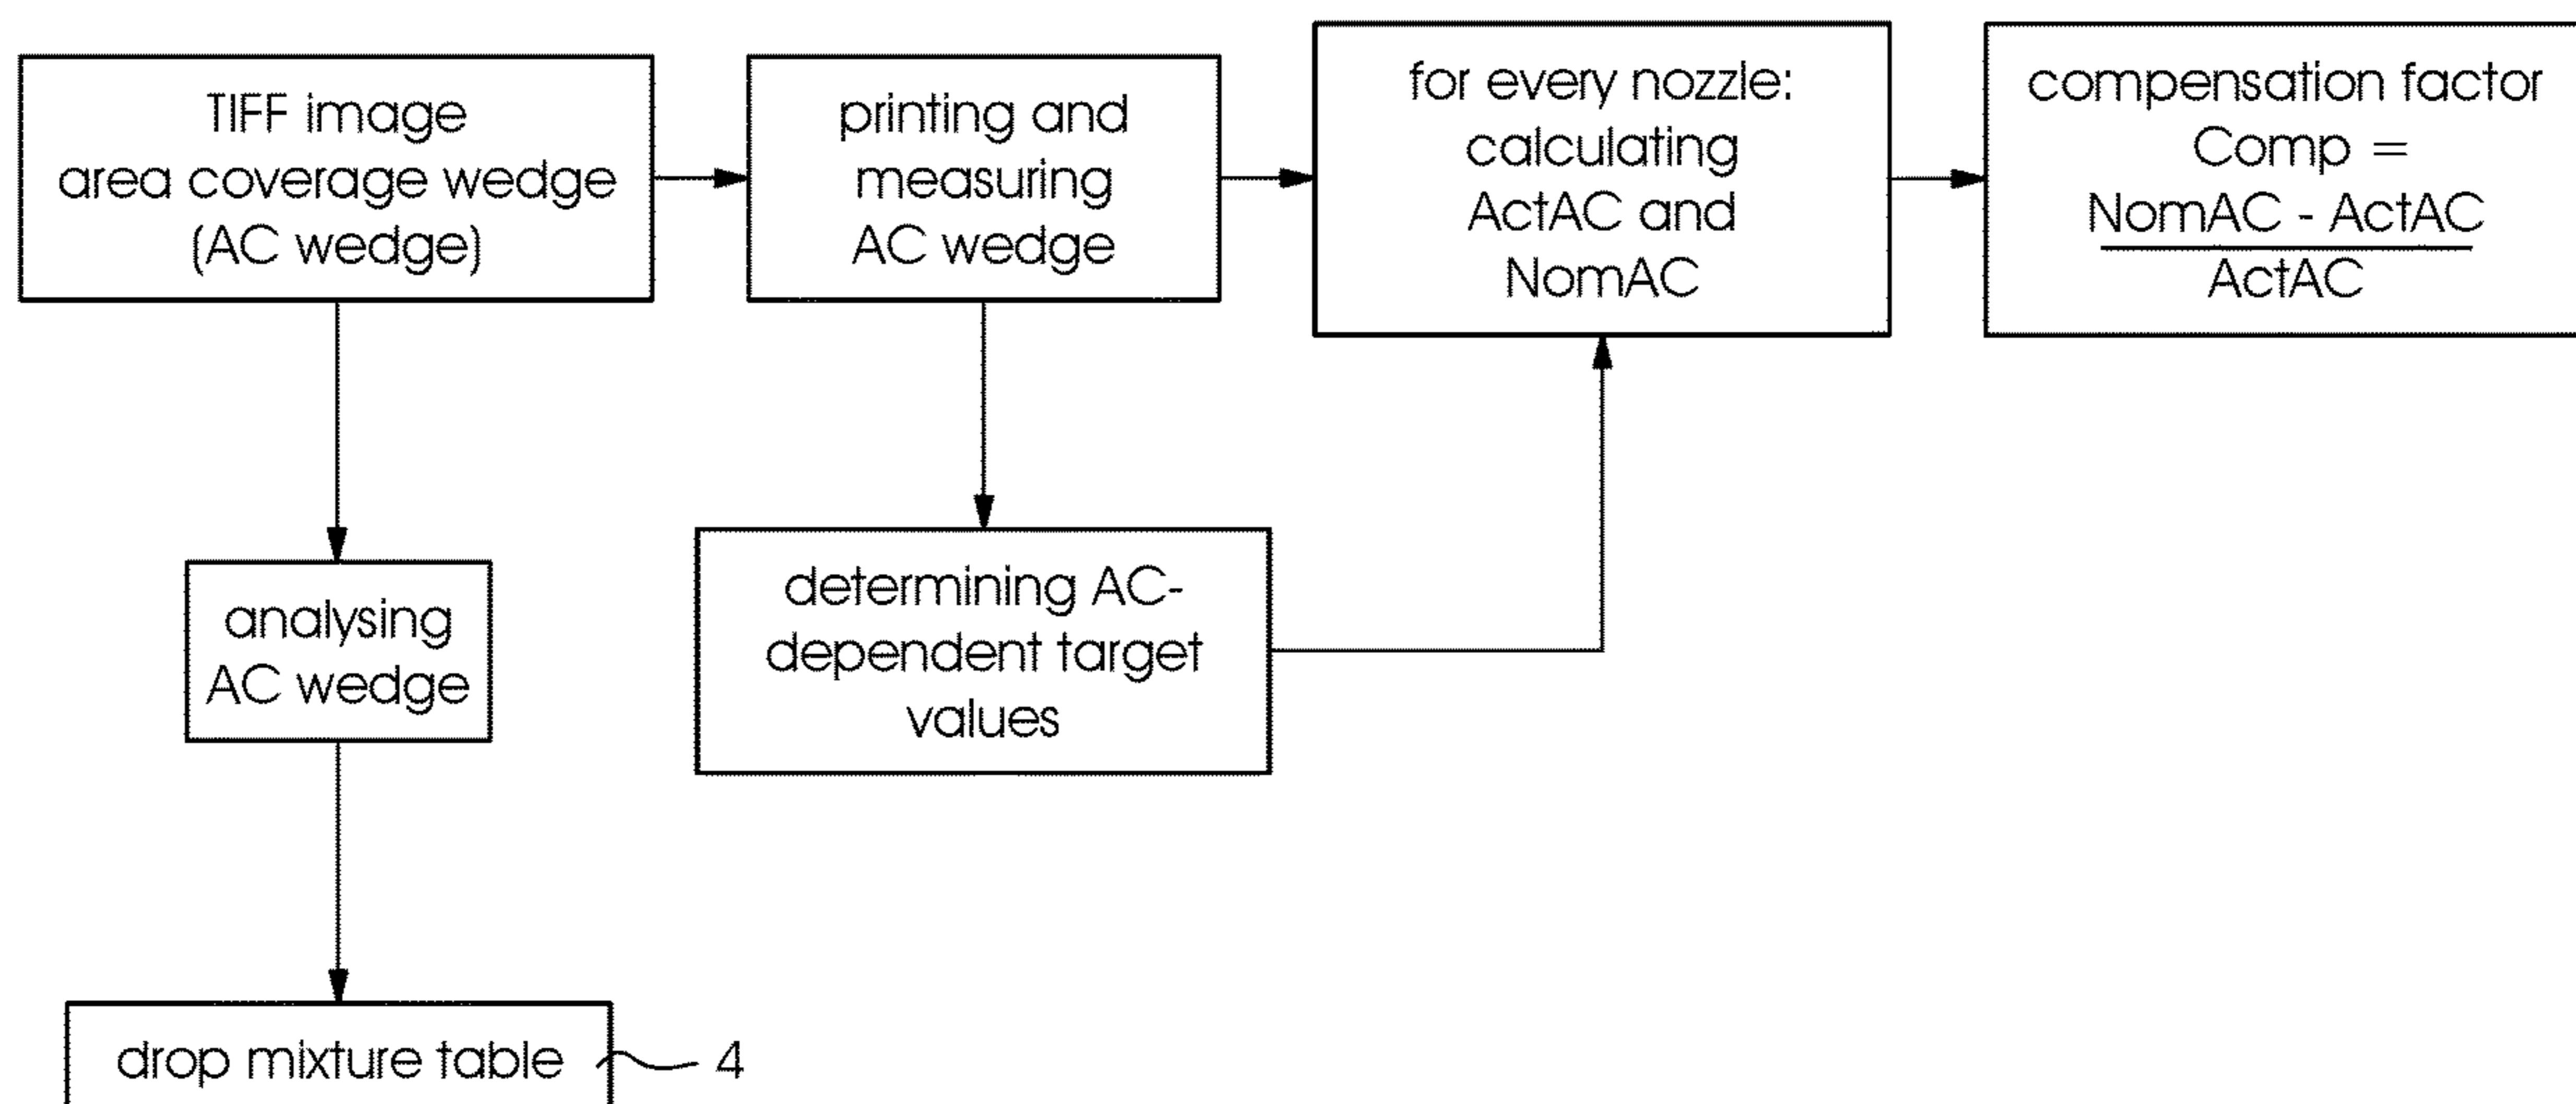 TIFF image
area coverage wedge
(AC wedge)
printing and
measuring
AC wedge
for every nozzle:
calculating
ActAC and
NomAC
compensation factor
Comp =
NomAC - ActAC
ActAC
analysing
AC wedge
determining AC-
dependent target
values
drop mixture table
4